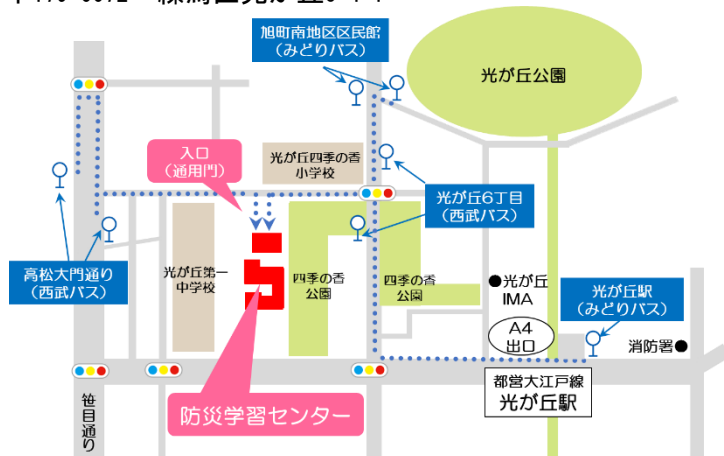 旭町南地区区民館
(みどりバス)
光が丘公園
入口
(通用門)
光が丘四季の香
小学校
光が丘6丁目
(西武バス)
高松大門通り
(西武バス)
光が丘第一
中学校
四季の香
公園
四季の香
公園
●光が丘
IMA
光が丘駅
(みどりバス)
A4
出口
消防署●
都営大江戸線
光が丘駅
防災学習センター
笹目通り